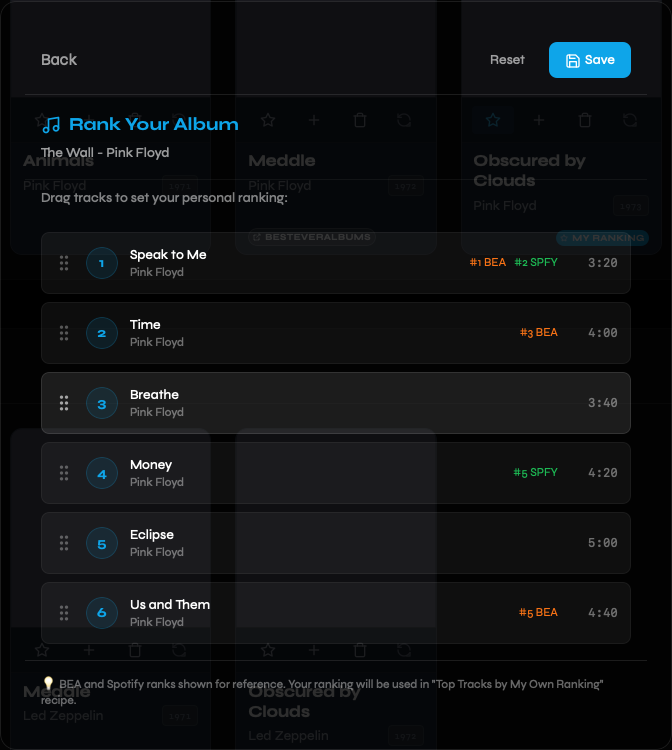 Back
Reset
Save
Rank Your Album
The Wall - Pink Floyd
Animals
Pink Floyd
1977
Meddle
Pink Floyd
1971
Obscured by
Clouds
Pink Floyd
Drag tracks to set your personal ranking:
BESTEVERALBUMS
MY RANKING
1
Speak to Me
Pink Floyd
#1 BEA
#2 SPFY
3:20
2
Time
Pink Floyd
#3 BEA
4:00
3
Breathe
Pink Floyd
3:40
4
Money
Pink Floyd
#5 SPFY
4:20
5
Eclipse
Pink Floyd
5:00
6
Us and Them
Pink Floyd
#5 BEA
4:40
💡 BEA and Spotify ranks shown for reference. Your ranking will be used in "Top Tracks by My Own Ranking"
recipe.
Meddle
Led Zeppelin
1971
Obscured by
Clouds
Led Zeppelin